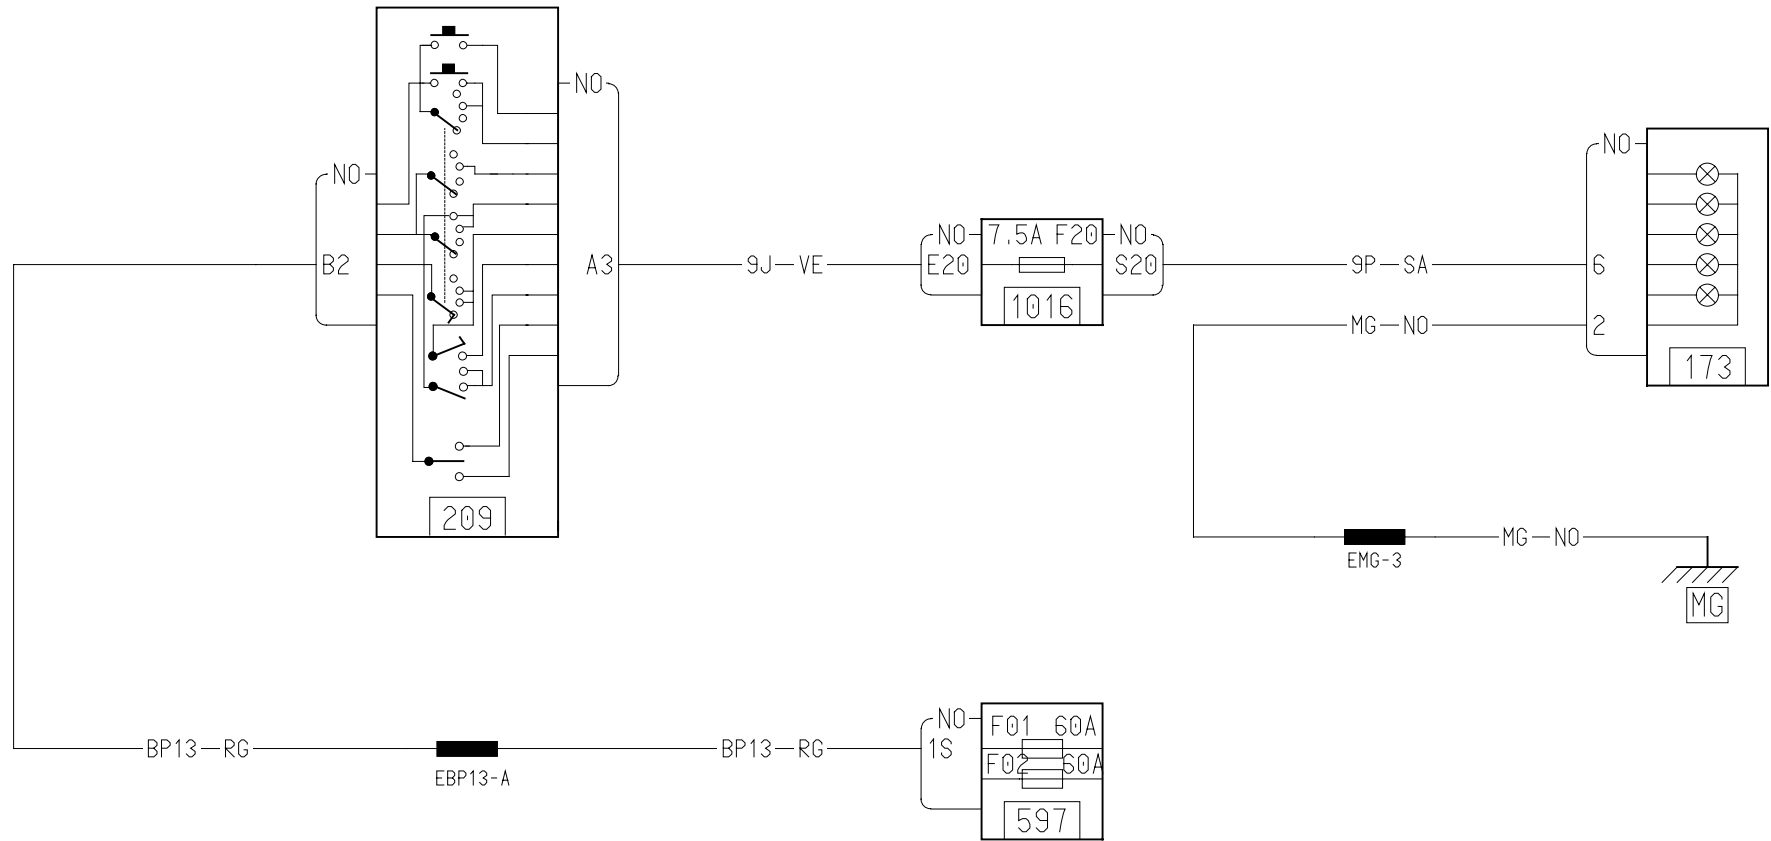 NO
NO
NO
NO 7.5A F20 NO
B2
A3
9J VE
E20
S20
9P SA
6
1016
MG NO
2
173
209
MG NO
EMG-3
MG
NO
F01 60A
BP13 RG
BP13 RG
1S
F02 60A
EBP13-A
597